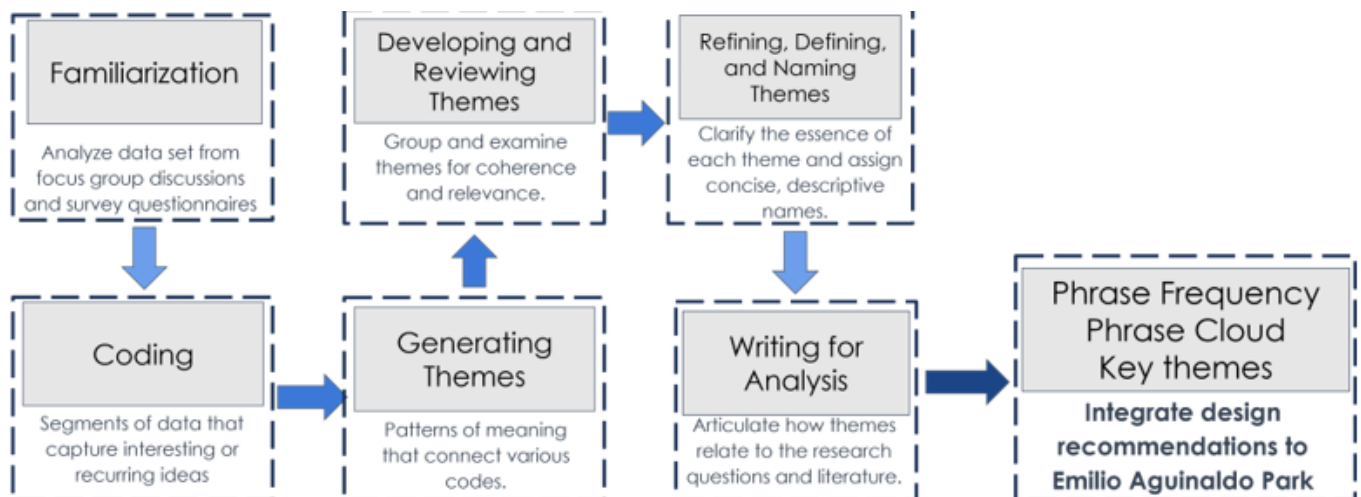 Familiarization
Analyze data set from
focus group discussions
and survey questionnaires
Coding
Segments of data that
capture interesting or
recurring ideas
Generating
Themes
Patterns of meaning
that connect various
codes.
Developing and
Reviewing
Themes
Group and examine
themes for coherence
and relevance.
Refining, Defining,
and Naming
Themes
Clarify the essence of
each theme and assign
concise, descriptive
names.
Writing for
Analysis
Articulate how themes
relate to the research
questions and literature.
Phrase Frequency
Phrase Cloud
Key themes
Integrate design
recommendations to
Emilio Aguinaldo Park